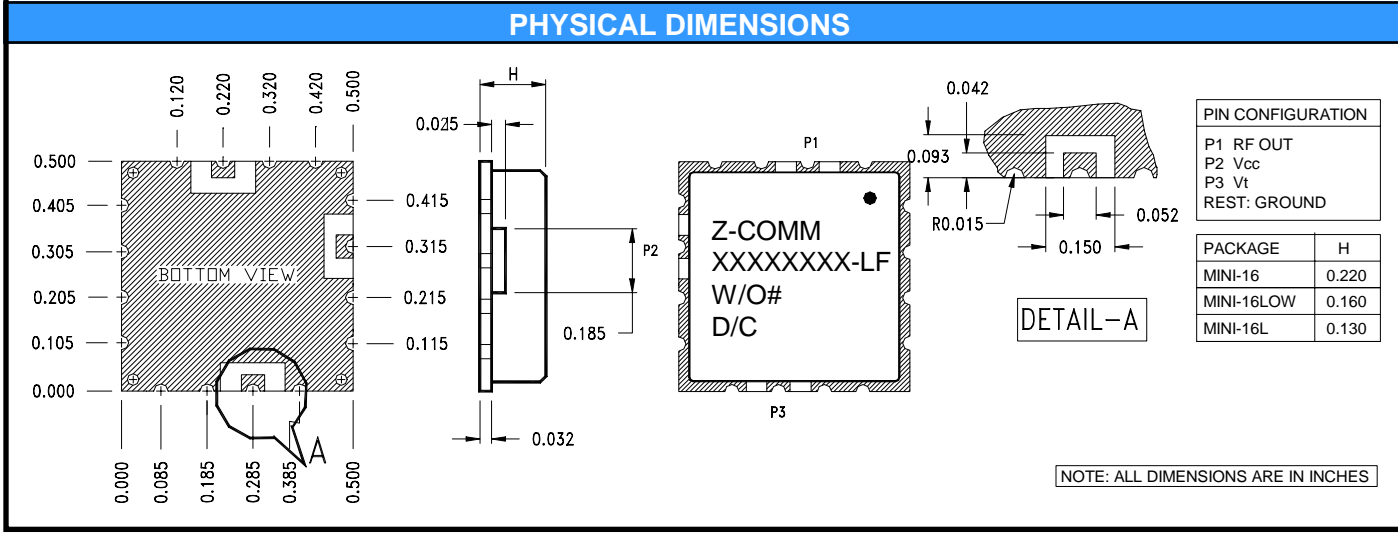 PHYSICAL DIMENSIONS
0.120
0.220
0.320
0.420
0.500
0.500
0.405
0.305
0.205
0.105
0.000
0.415
0.315
0.215
0.115
BOTTOM VIEW
A
0.000
0.085
0.185
0.285
0.385
0.500
H
0.025
0.185
0.032
P1
P2
P3
Z-COMM
XXXXXXXX-LF
W/O#
D/C
0.042
0.093
R0.015
0.052
0.150
DETAIL-A
PIN CONFIGURATION
P1 RF OUT
P2 Vcc
P3 Vt
REST: GROUND
PACKAGE H
MINI-16 0.220
MINI-16LOW 0.160
MINI-16L 0.130
NOTE: ALL DIMENSIONS ARE IN INCHES